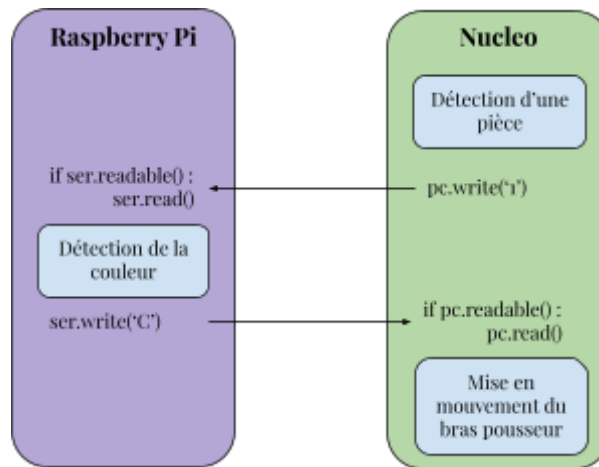 Raspberry Pi
Nucleo
Détection d'une
pièce
if ser.readable() :
ser.read()
pc.write('1')
Détection de la
couleur
ser.write('C')
if pc.readable() :
pc.read()
Mise en
mouvement du
bras pousseur